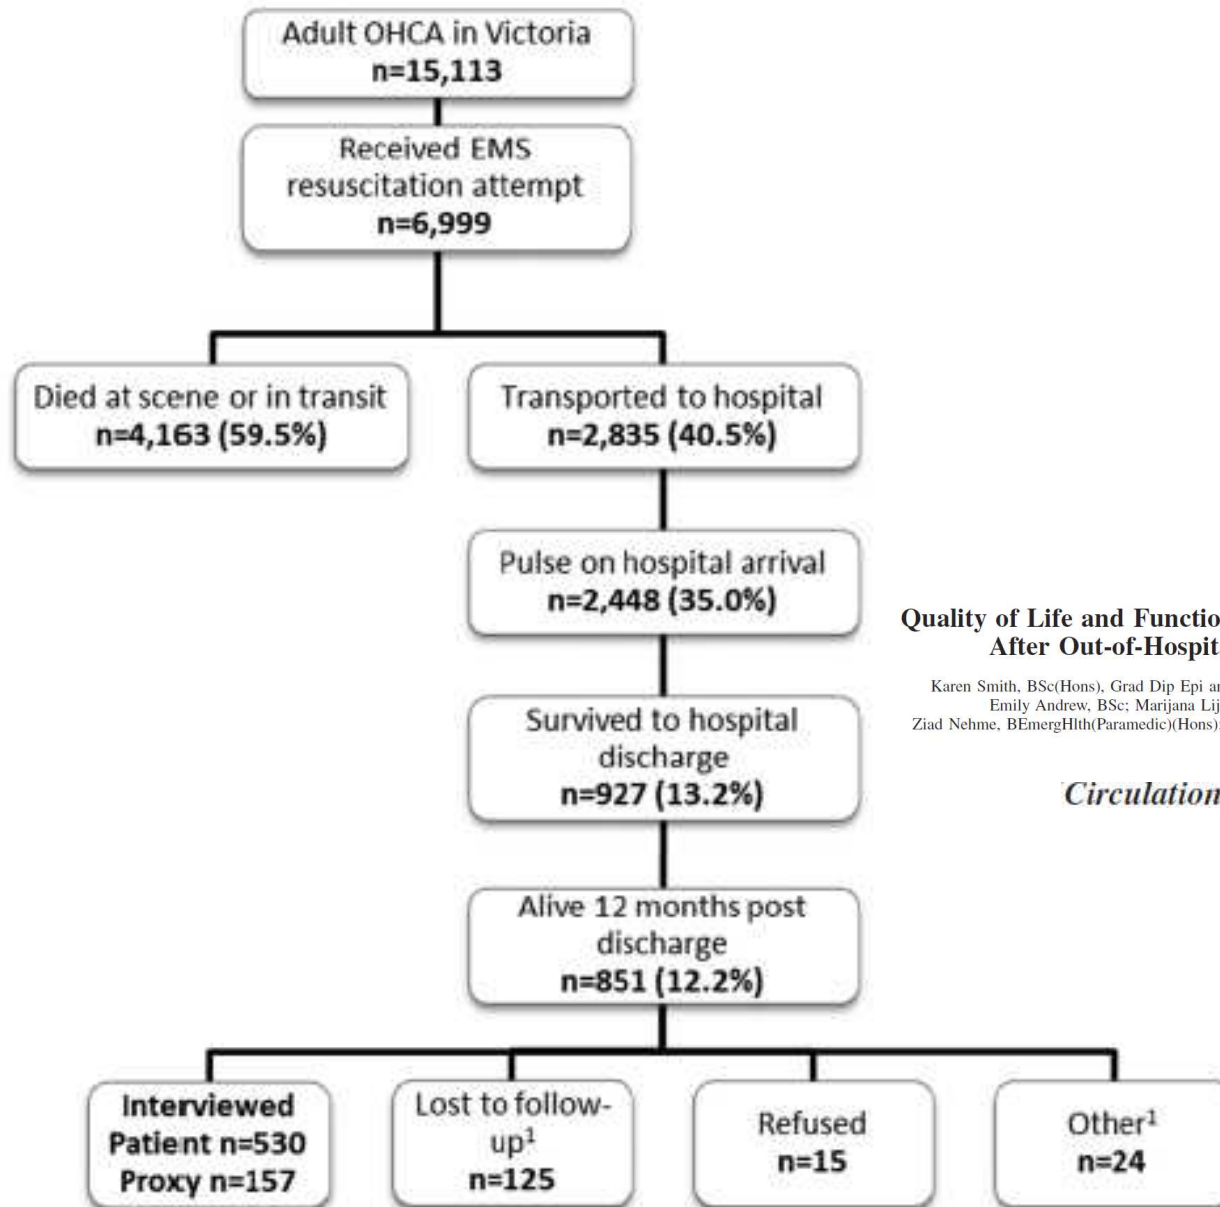 Adult OHCA in Victoria
n=15,113
Received EMS
resuscitation attempt
n=6,999
Died at scene or in transit
n=4,163 (59.5%)
Transported to hospital
n=2,835 (40.5%)
Pulse on hospital arrival
n=2,448 (35.0%)
Survived to hospital
discharge
n=927 (13.2%)
Alive 12 months post
discharge
n=851 (12.2%)
Interviewed
Patient n=530
Proxy n=157
Lost to follow-
up¹
n=125
Refused
n=15
Other¹
n=24
Quality of Life and
After Out-of-
Karen Smith, BSc(Hons), Grad Dip Epi
Emily Andrew, BSc; Marijana
Ziad Nehme, BEmergHlth(Paramedic)(Hons)
Circulation